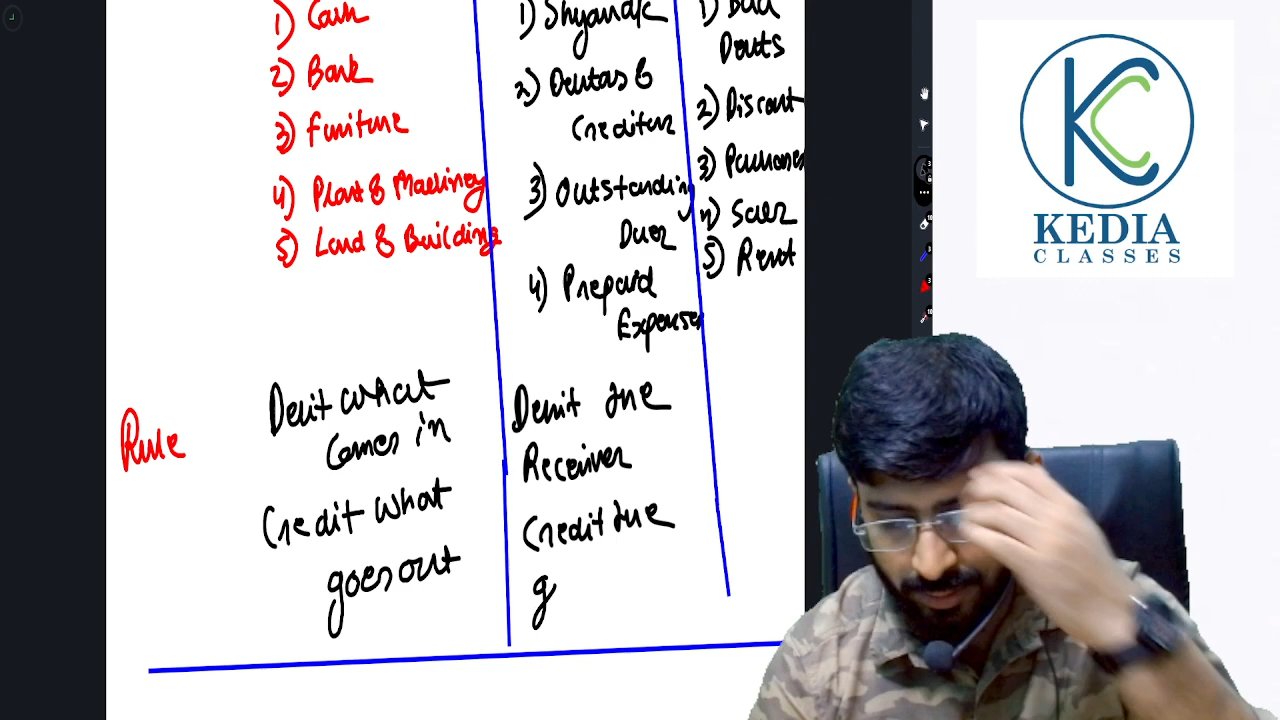 1) Cash
2) Bank
3) Furniture
4) Plant & Machinery
5) Land & Building
1) Shyam a/c
2) Debtors &
Creditors
3) Outstanding
Dues
4) Prepaid
Expenses
1) Bad
Debts
2) Discount
3) Purchases
4) Sales
5) Rent
Rule
Debit what
Comes in
Credit what
goes out
Debit the
Receiver
Credit the
g
KEDIA
CLASSES